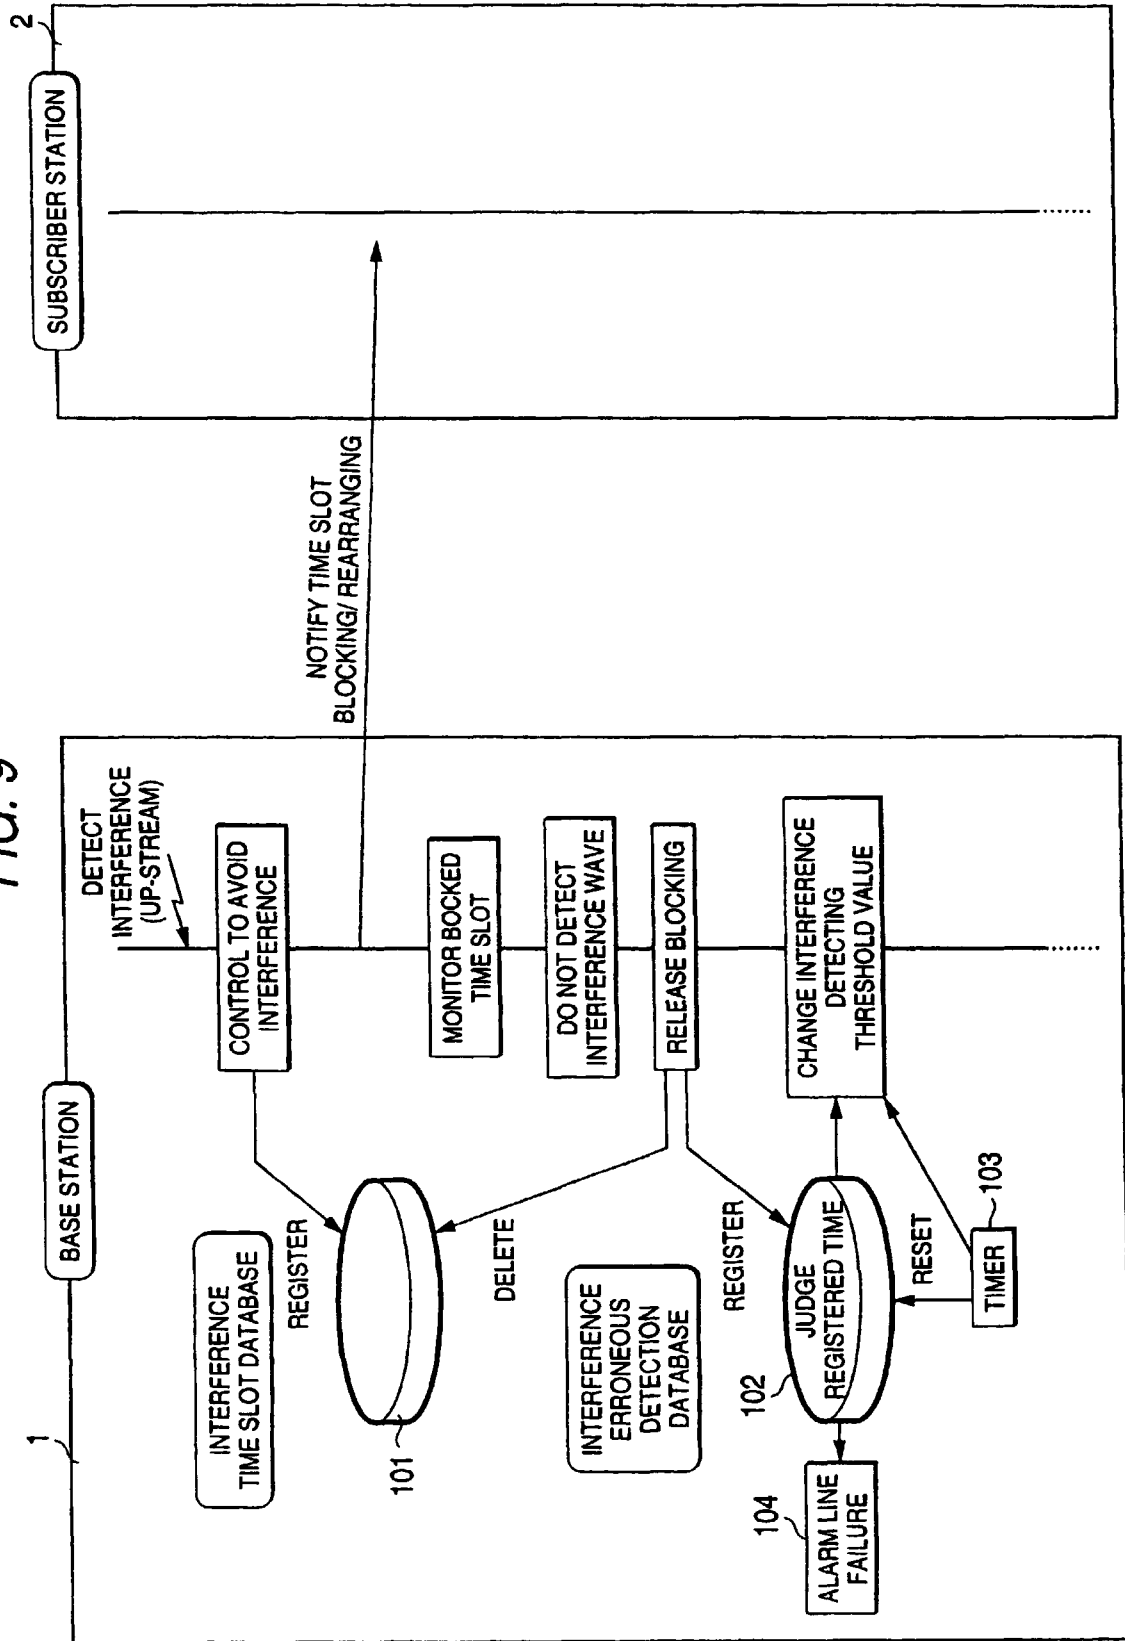 FIG. 9
1
BASE STATION
2
SUBSCRIBER STATION
DETECT
INTERFERENCE
(UP-STREAM)
CONTROL TO AVOID
INTERFERENCE
NOTIFY TIME SLOT
BLOCKING/ REARRANGING
INTERFERENCE
TIME SLOT DATABASE
REGISTER
101
MONITOR BOCKED
TIME SLOT
DO NOT DETECT
INTERFERENCE WAVE
DELETE
RELEASE BLOCKING
INTERFERENCE
ERRONEOUS
DETECTION
DATABASE
REGISTER
102
JUDGE
REGISTERED TIME
CHANGE INTERFERENCE
DETECTING
THRESHOLD VALUE
104
ALARM LINE
FAILURE
RESET
103
TIMER